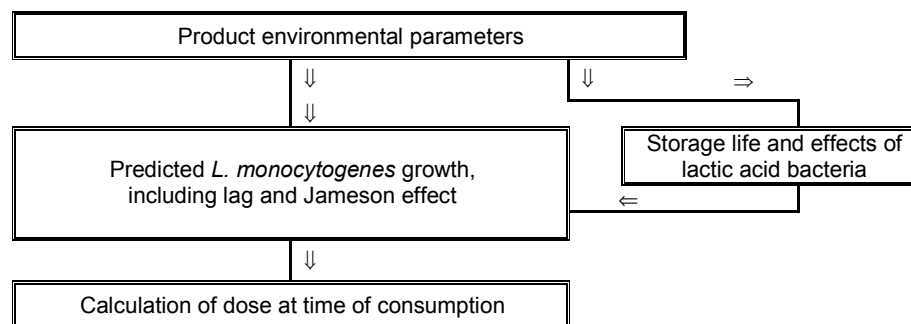 Product environmental parameters
⇓ ⇓ ⇒
⇓
Predicted L. monocytogenes growth,
including lag and Jameson effect
Storage life and effects of
lactic acid bacteria
⇐
⇓
Calculation of dose at time of consumption